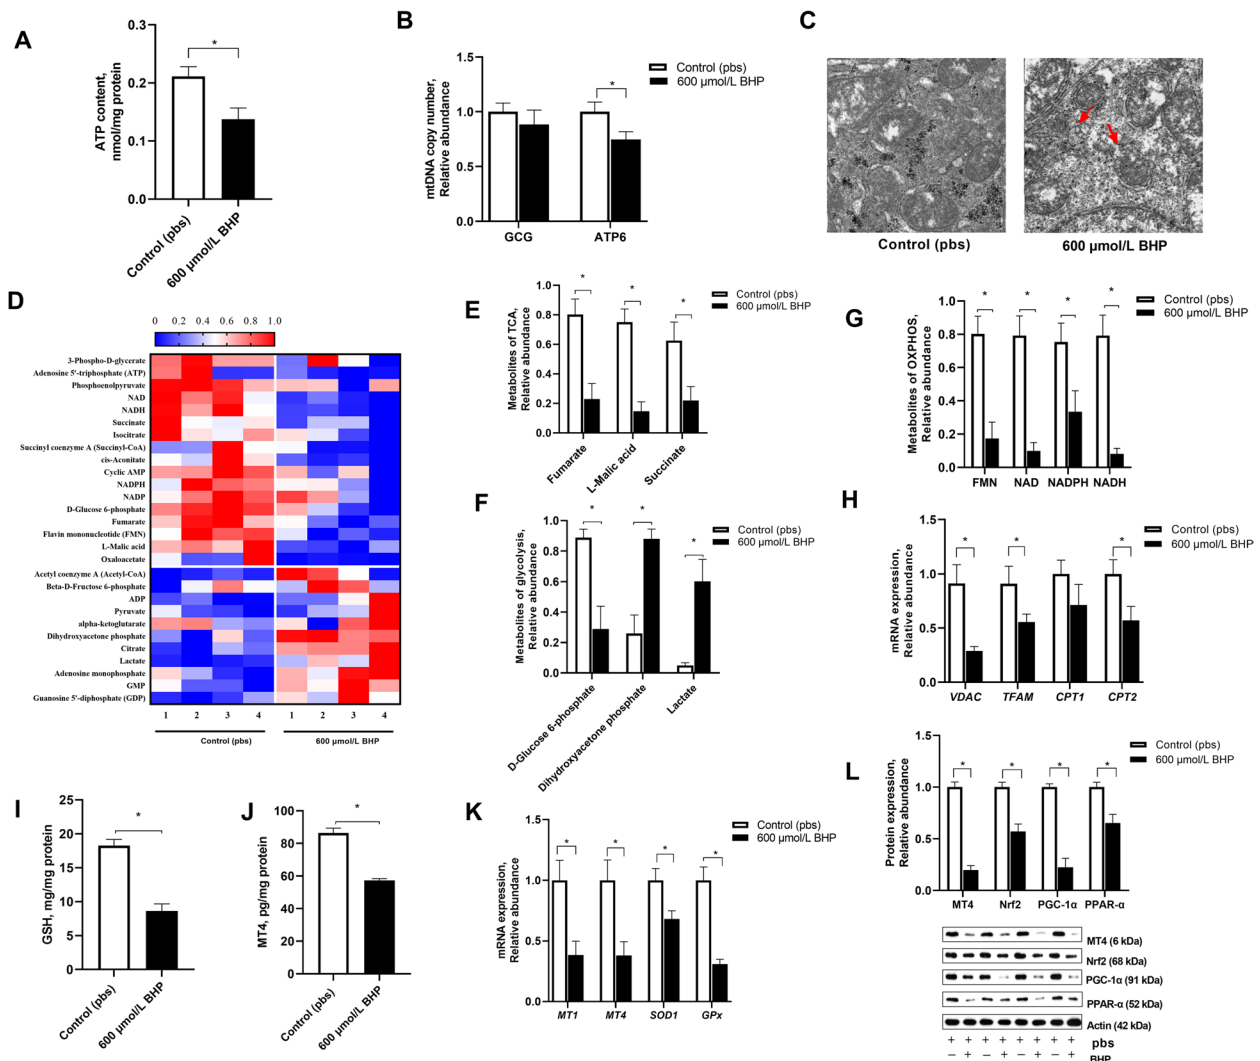 A
ATP content,
nmol/mg protein
0.3
0.2
0.1
0.0
*
Control (pbs)
600 μmol/L BHP
B
mtDNA copy number,
Relative abundance
1.5
1.0
0.5
0.0
*
GCG
ATP6
Control (pbs)
600 μmol/L BHP
C
Control (pbs)
600 μmol/L BHP
D
0 0.2 0.4 0.6 0.8 1.0
3-Phospho-D-glycerate
Adenosine 5'-triphosphate (ATP)
Phosphoenolpyruvate
NAD
NADH
Succinate
Isocitrate
Succinyl coenzyme A (Succinyl-CoA)
cis-Aconitate
Cyclic AMP
NADPH
NADP
D-Glucose 6-phosphate
Fumarate
Flavin mononucleotide (FMN)
L-Malic acid
Oxaloacetate
Acetyl coenzyme A (Acetyl-CoA)
Beta-D-Fructose 6-phosphate
ADP
Pyruvate
alpha-ketoglutarate
Dihydroxyacetone phosphate
Citrate
Lactate
Adenosine monophosphate
GMP
Guanosine 5'-diphosphate (GDP)
1 2 3 4 1 2 3 4
Control (pbs)
600 μmol/L BHP
E
Metabolites of TCA,
Relative abundance
1.0
0.8
0.6
0.4
0.2
0.0
* * *
Fumarate
L-Malic acid
Succinate
Control (pbs)
600 μmol/L BHP
F
Metabolites of glycolysis,
Relative abundance
0.9
0.8
0.6
0.4
0.2
0.0
* * *
D-Glucose 6-phosphate
Dihydroxyacetone phosphate
Lactate
Control (pbs)
600 μmol/L BHP
G
Metabolites of OXPHOS,
Relative abundance
1.0
0.8
0.6
0.4
0.2
0.0
* * * *
FMN NAD NADPH NADH
Control (pbs)
600 μmol/L BHP
H
mRNA expression,
Relative abundance
1.5
1.0
0.5
0.0
* * *
VDAC TFAM CPT1 CPT2
Control (pbs)
600 μmol/L BHP
I
GSH, mg/mg protein
25
20
15
10
5
0
*
Control (pbs)
600 μmol/L BHP
J
MT4, pg/mg protein
100
80
60
40
20
0
*
Control (pbs)
600 μmol/L BHP
K
mRNA expression,
Relative abundance
1.5
1.0
0.5
0.0
* * * *
MT1 MT4 SOD1 GPx
Control (pbs)
600 μmol/L BHP
L
Protein expression,
Relative abundance
1.5
1.0
0.5
0.0
* * * *
MT4 Nrf2 PGC-1α PPAR-α
Control (pbs)
600 μmol/L BHP
MT4 (6 kDa)
Nrf2 (68 kDa)
PGC-1α (91 kDa)
PPAR-α (52 kDa)
Actin (42 kDa)
+ + + + + + + + pbs
− + − + − + − + BHP